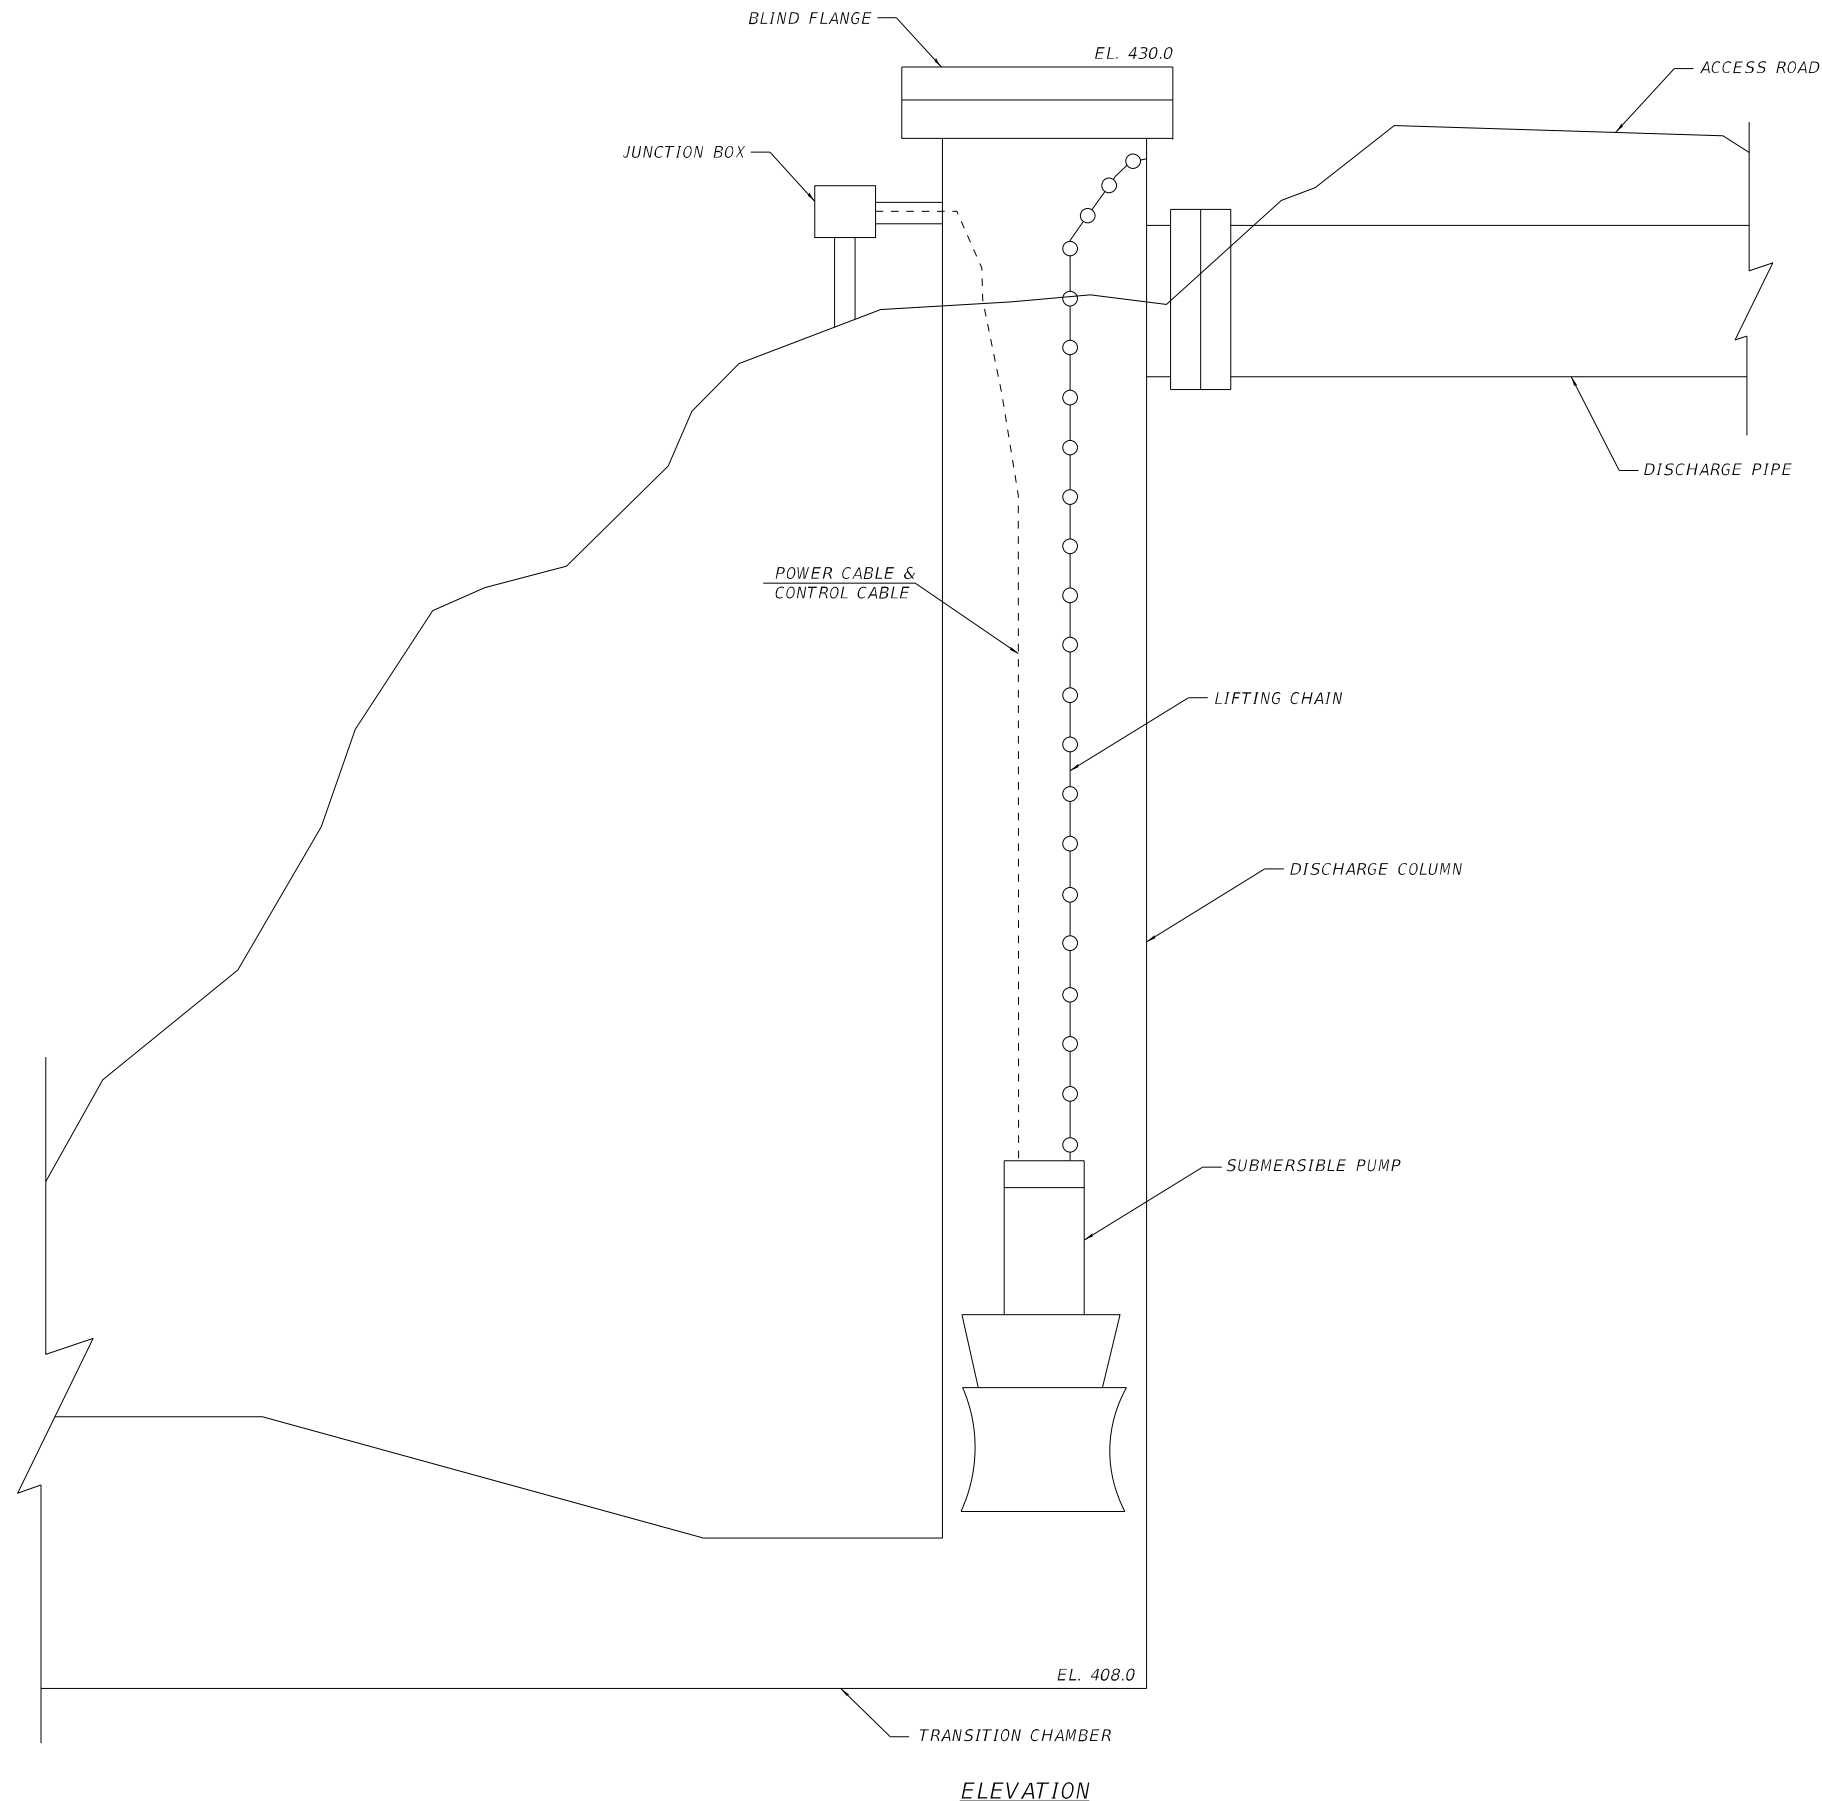 BLIND FLANGE
EL. 430.0
ACCESS ROAD
JUNCTION BOX
DISCHARGE PIPE
POWER CABLE &
CONTROL CABLE
LIFTING CHAIN
DISCHARGE COLUMN
SUBMERSIBLE PUMP
EL. 408.0
TRANSITION CHAMBER
ELEVATION